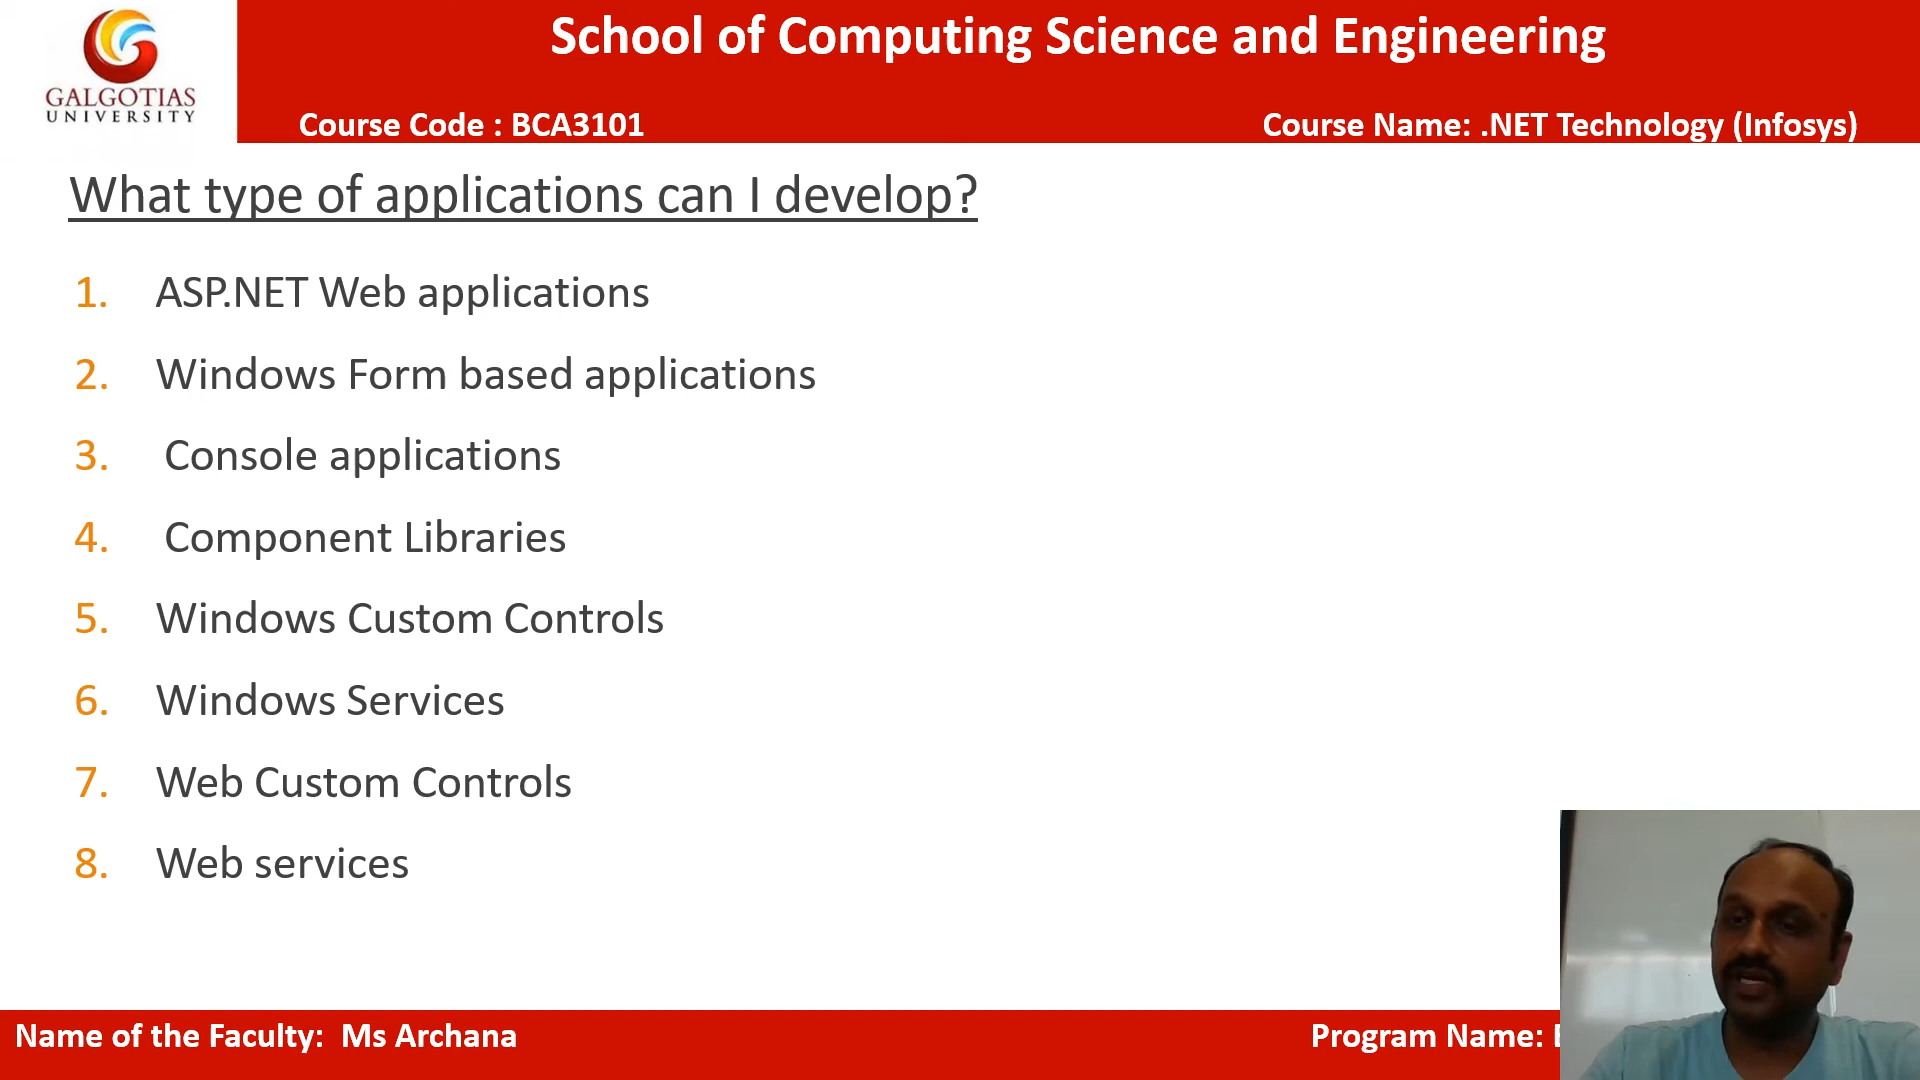 GALGOTIAS
UNIVERSITY
School of Computing Science and Engineering
Course Code : BCA3101
Course Name: .NET Technology (Infosys)
What type of applications can I develop?
1. ASP.NET Web applications
2. Windows Form based applications
3. Console applications
4. Component Libraries
5. Windows Custom Controls
6. Windows Services
7. Web Custom Controls
8. Web services
Name of the Faculty: Ms Archana
Program Name: